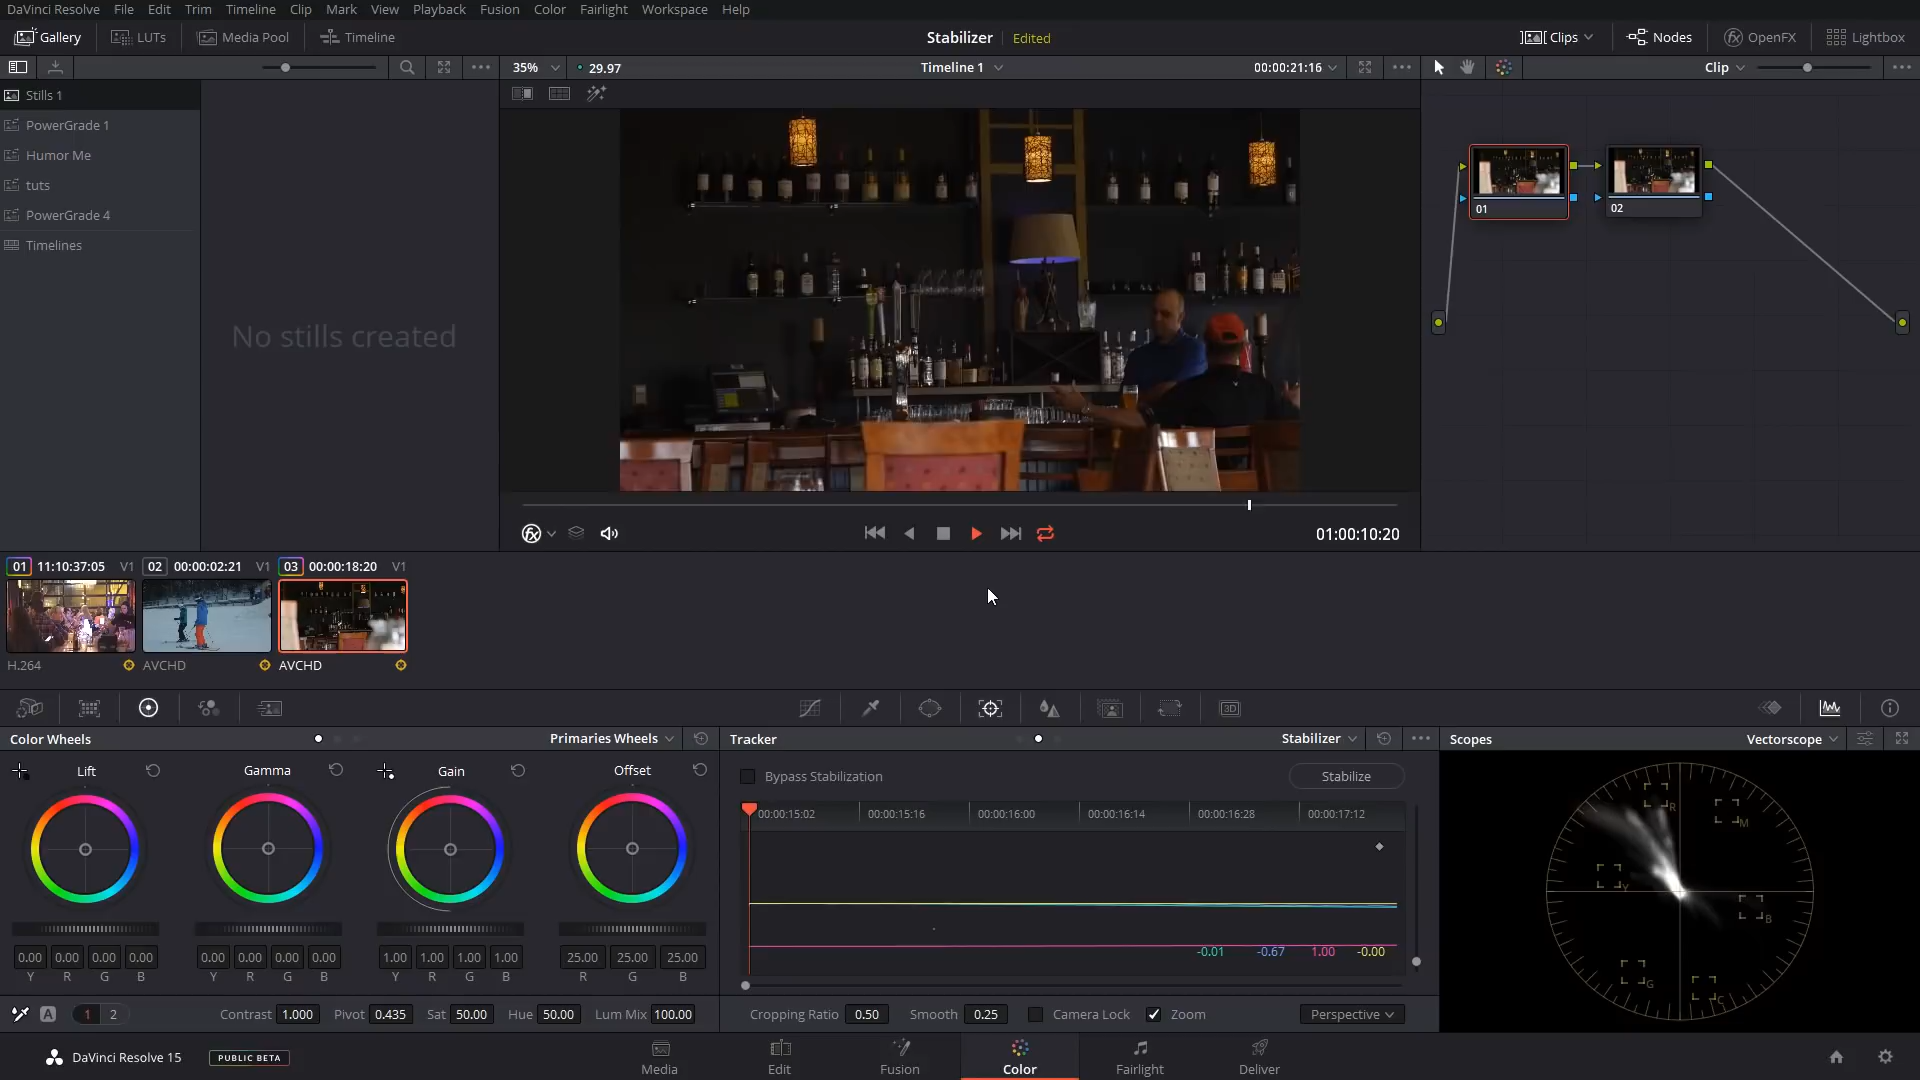 DaVinci Resolve File Edit Trim Timeline Clip Mark View Playback Fusion Color Fairlight Workspace Help
Gallery LUTs Media Pool Timeline Stabilizer Edited Clips Nodes OpenFX Lightbox
35% 29.97 Timeline 1 00:00:21:16 Clip
Stills 1
PowerGrade 1
Humor Me
tuts
PowerGrade 4
Timelines
No stills created
01 02
01:00:10:20
01 11:10:37:05 V1 02 00:00:02:21 V1 03 00:00:18:20 V1
H.264 AVCHD AVCHD
3D
Color Wheels Primaries Wheels Tracker Stabilizer Scopes Vectorscope
Lift Gamma Gain Offset
Bypass Stabilization Stabilize
00:00:15:02 00:00:15:16 00:00:16:00 00:00:16:14 00:00:16:28 00:00:17:12
R M Y B G C
-0.01 -0.67 1.00 -0.00
0.00 0.00 0.00 0.00 0.00 0.00 0.00 0.00 1.00 1.00 1.00 1.00 25.00 25.00 25.00
Y R G B Y R G B Y R G B R G B
A 1 2 Contrast 1.000 Pivot 0.435 Sat 50.00 Hue 50.00 Lum Mix 100.00
Cropping Ratio 0.50 Smooth 0.25 Camera Lock Zoom Perspective
DaVinci Resolve 15 PUBLIC BETA
Media Edit Fusion Color Fairlight Deliver